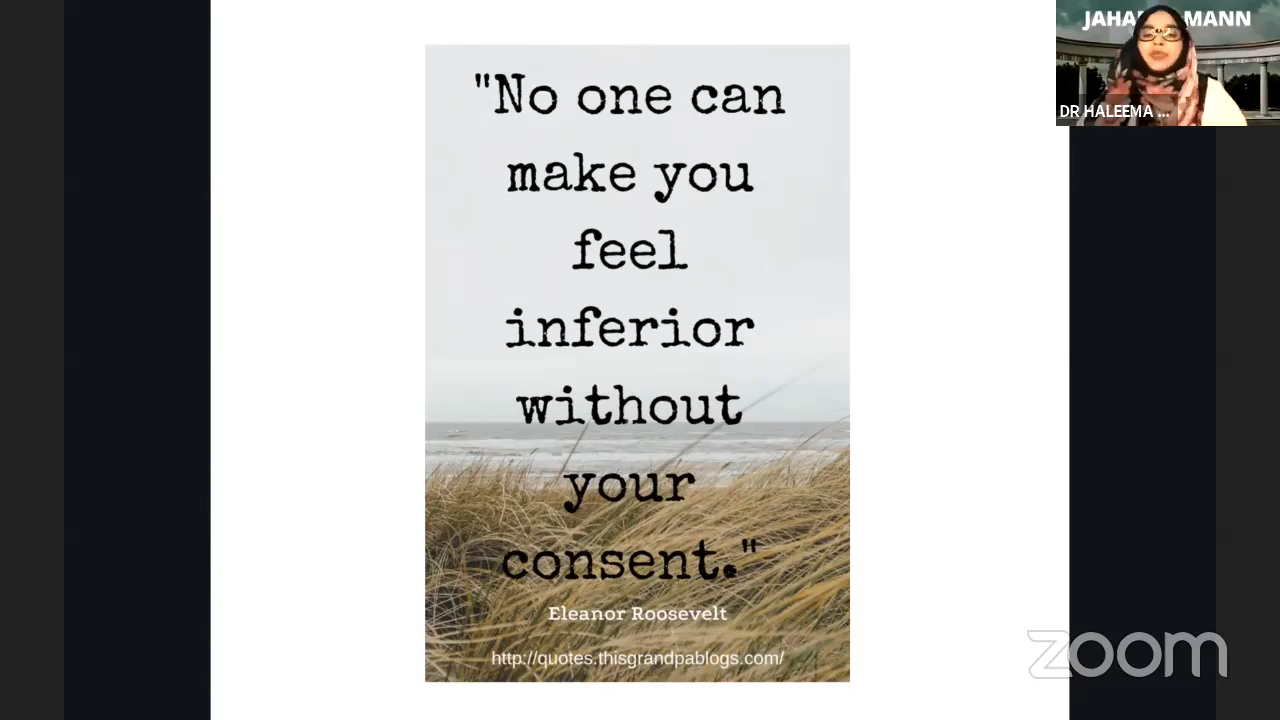 "No one can
make you
feel
inferior
without
your
consent."
Eleanor Roosevelt
http://quotes.thisgrandpablogs.com/
MANN
DR HALEEMA ...
zoom